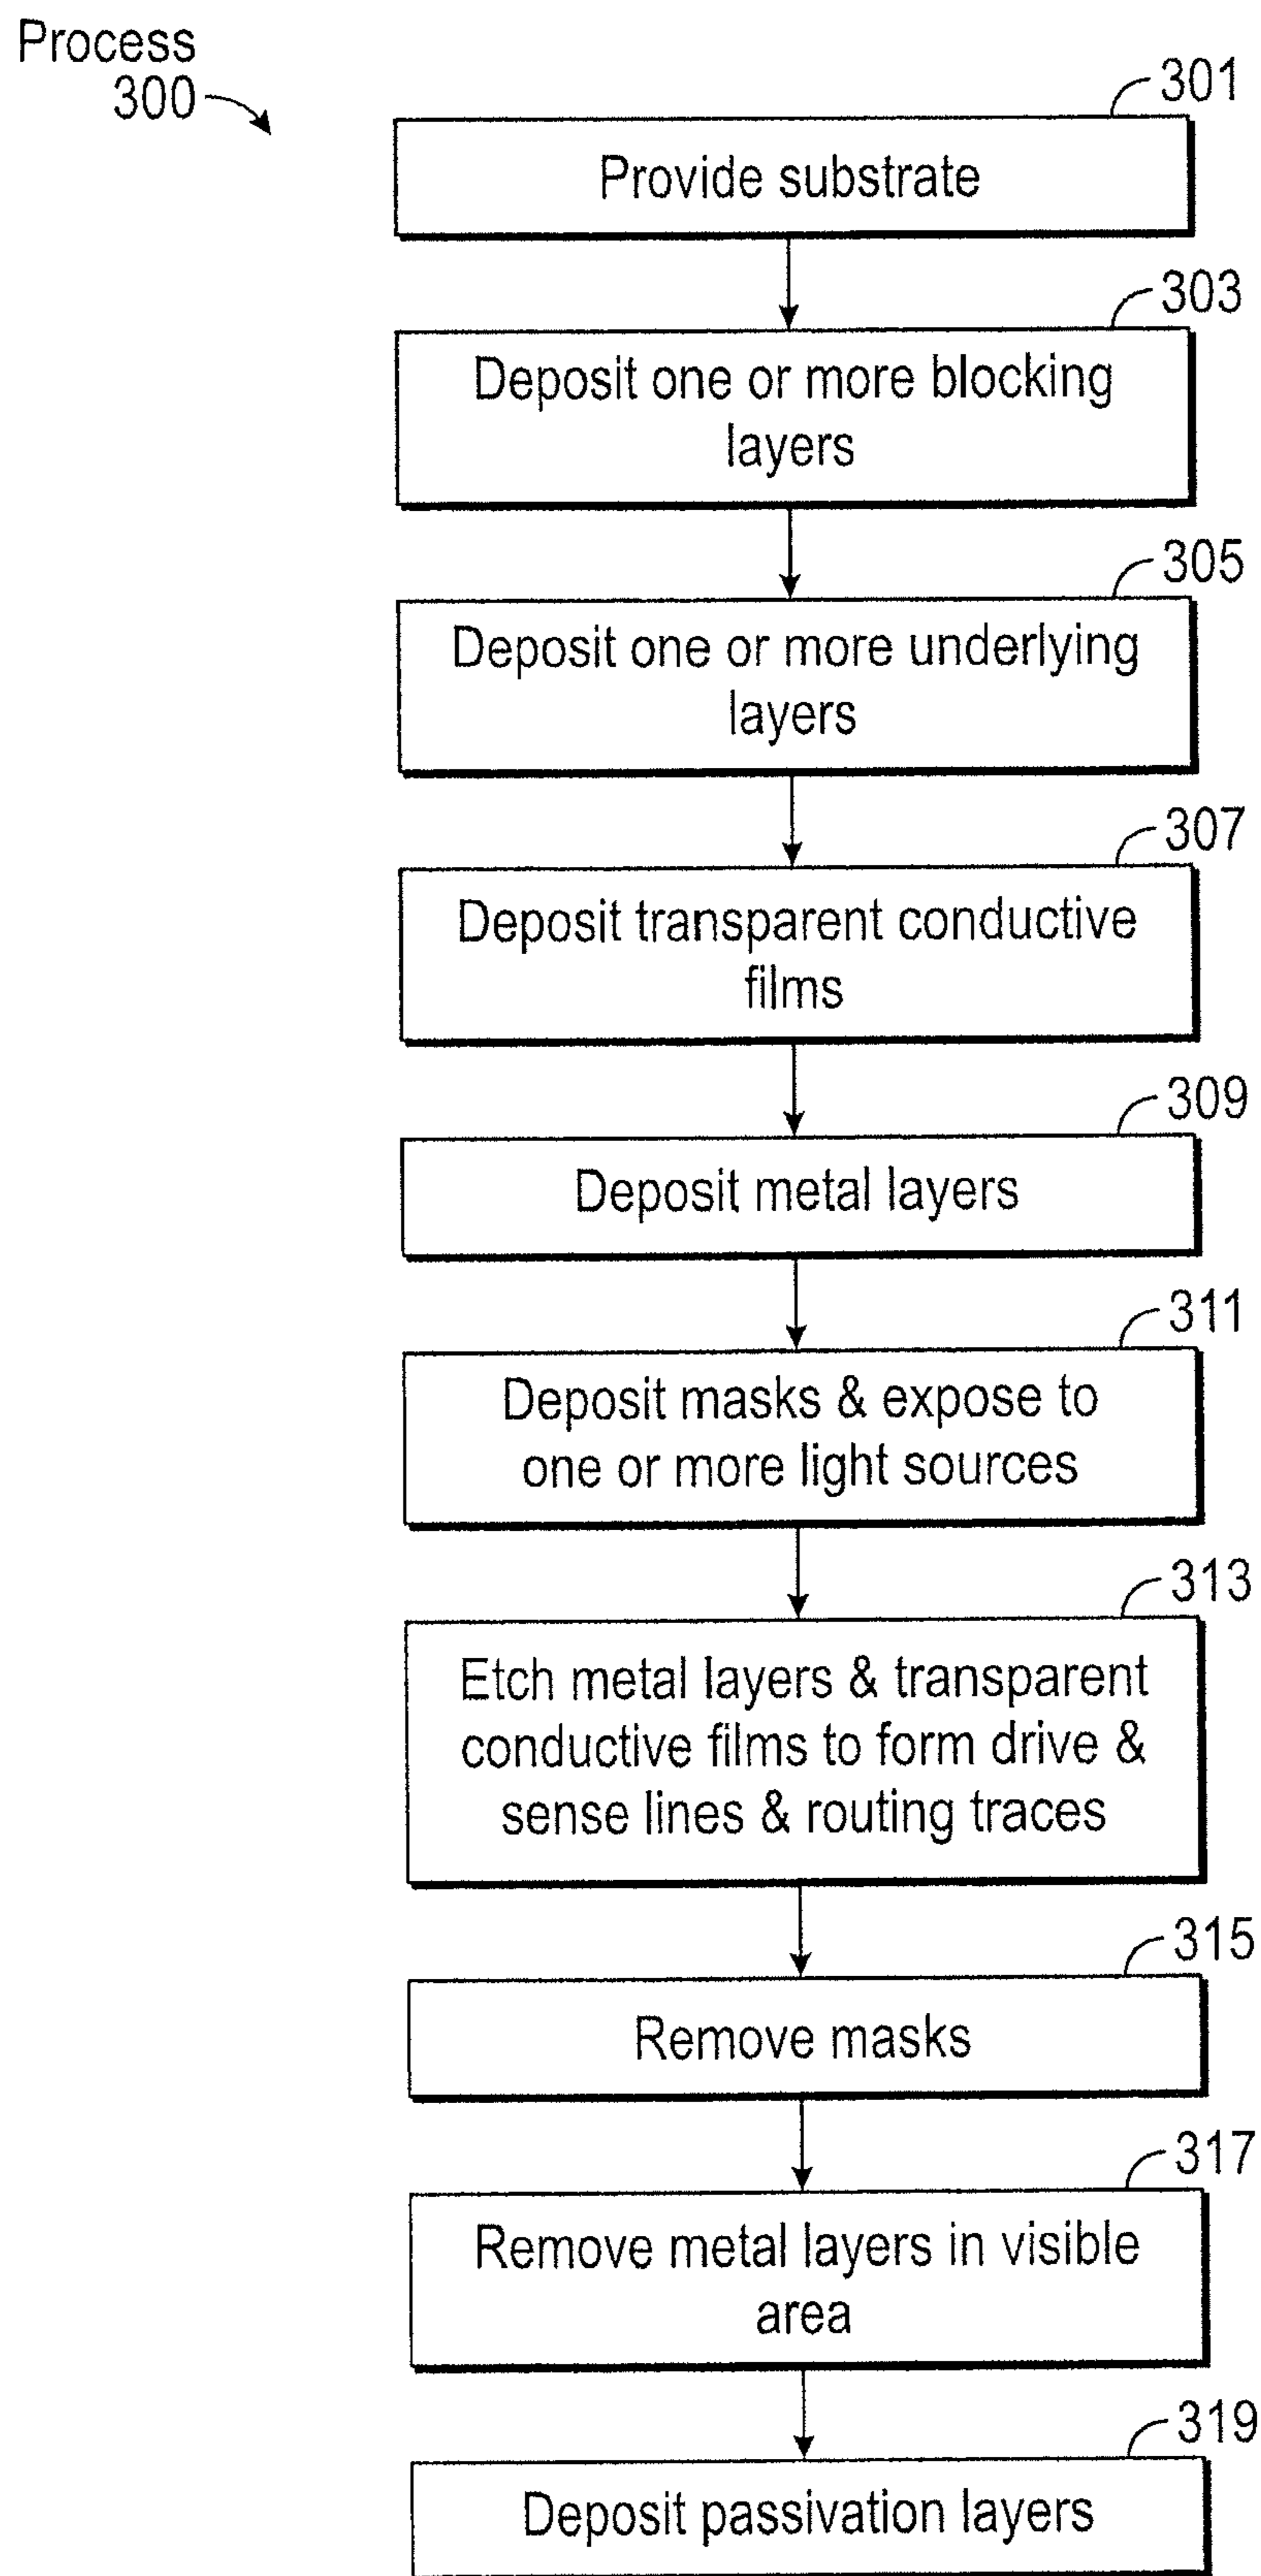 Process
300
301
Provide substrate
303
Deposit one or more blocking
layers
305
Deposit one or more underlying
layers
307
Deposit transparent conductive
films
309
Deposit metal layers
311
Deposit masks & expose to
one or more light sources
313
Etch metal layers & transparent
conductive films to form drive &
sense lines & routing traces
315
Remove masks
317
Remove metal layers in visible
area
319
Deposit passivation layers